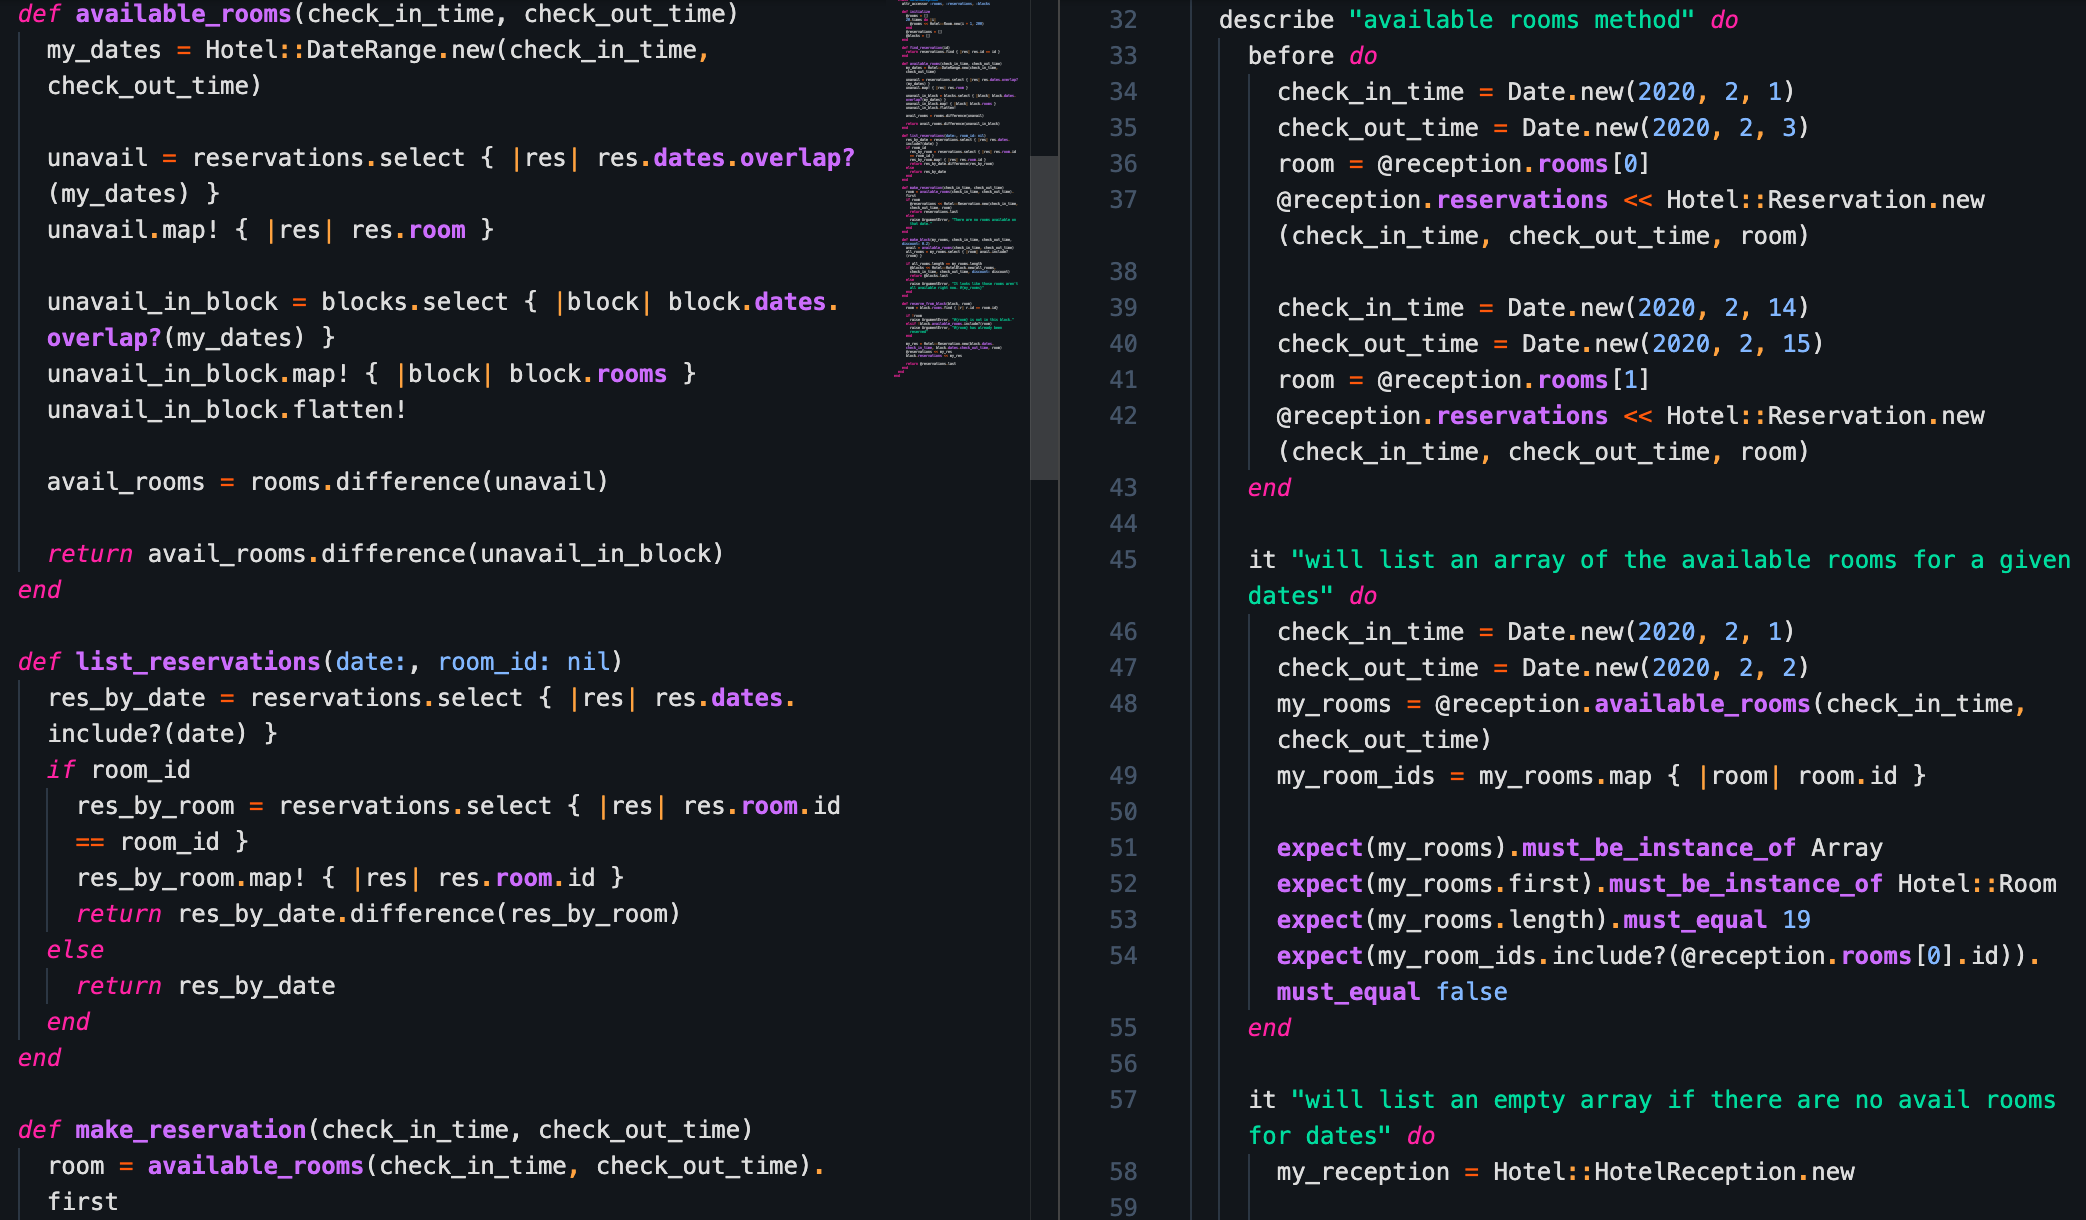 def available_rooms(check_in_time, check_out_time)
my_dates = Hotel::DateRange.new(check_in_time,
check_out_time)
unavail = reservations.select { |res| res.dates.overlap?
(my_dates) }
unavail.map! { |res| res.room }
unavail_in_block = blocks.select { |block| block.dates.
overlap?(my_dates) }
unavail_in_block.map! { |block| block.rooms }
unavail_in_block.flatten!
avail_rooms = rooms.difference(unavail)
return avail_rooms.difference(unavail_in_block)
end
def list_reservations(date:, room_id: nil)
res_by_date = reservations.select { |res| res.dates.
include?(date) }
if room_id
res_by_room = reservations.select { |res| res.room.id
== room_id }
res_by_room.map! { |res| res.room.id }
return res_by_date.difference(res_by_room)
else
return res_by_date
end
end
def make_reservation(check_in_time, check_out_time)
room = available_rooms(check_in_time, check_out_time).
first
32 describe "available rooms method" do
33 before do
34 check_in_time = Date.new(2020, 2, 1)
35 check_out_time = Date.new(2020, 2, 3)
36 room = @reception.rooms[0]
37 @reception.reservations << Hotel::Reservation.new
(check_in_time, check_out_time, room)
38
39 check_in_time = Date.new(2020, 2, 14)
40 check_out_time = Date.new(2020, 2, 15)
41 room = @reception.rooms[1]
42 @reception.reservations << Hotel::Reservation.new
(check_in_time, check_out_time, room)
43 end
44
45 it "will list an array of the available rooms for a given
dates" do
46 check_in_time = Date.new(2020, 2, 1)
47 check_out_time = Date.new(2020, 2, 2)
48 my_rooms = @reception.available_rooms(check_in_time,
check_out_time)
49 my_room_ids = my_rooms.map { |room| room.id }
50
51 expect(my_rooms).must_be_instance_of Array
52 expect(my_rooms.first).must_be_instance_of Hotel::Room
53 expect(my_rooms.length).must_equal 19
54 expect(my_room_ids.include?(@reception.rooms[0].id)).
must_equal false
55 end
56
57 it "will list an empty array if there are no avail rooms
for dates" do
58 my_reception = Hotel::HotelReception.new
59